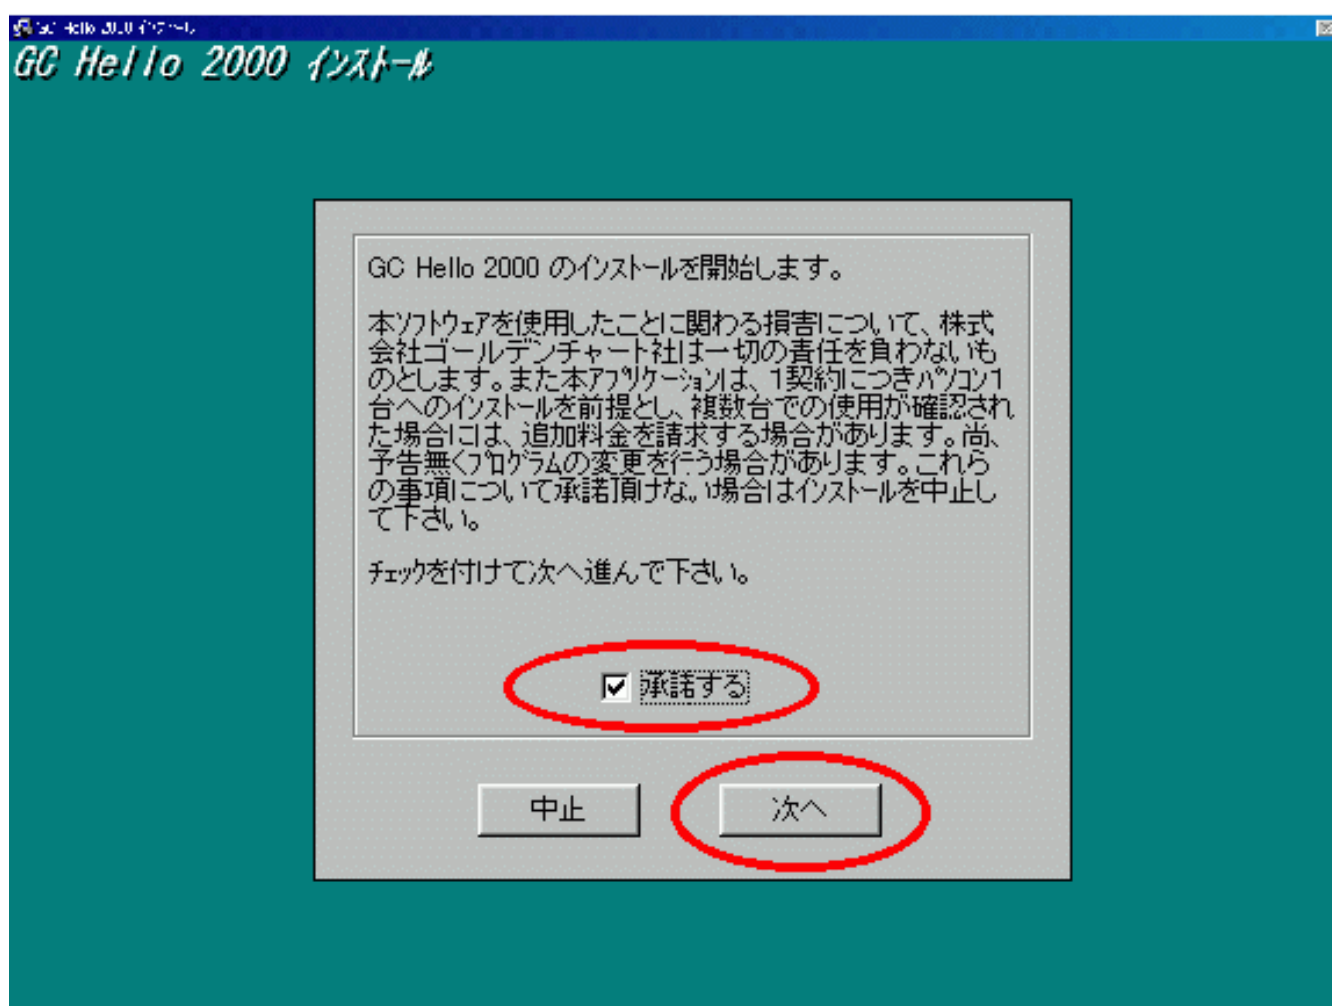 GC Hello 2000 インストール
GC Hello 2000 インストール
GC Hello 2000 のインストールを開始します。
本ソフトウェアを使用したことに関わる損害について、株式
会社ゴールデンチャート社は一切の責任を負わないも
のとします。また本アプリケーションは、1契約につきパソコン1
台へのインストールを前提とし、複数台での使用が確認され
た場合には、追加料金を請求する場合があります。尚、
予告無くプログラムの変更を行う場合があります。これら
の事項について承諾頂けない場合はインストールを中止し
て下さい。
チェックを付けて次へ進んで下さい。
承諾する
中止
次へ